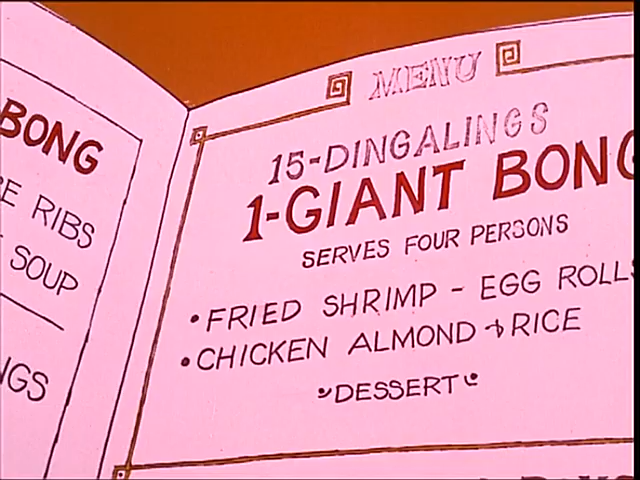 BONG
RIBS
SOUP
MENU
15-DINGALINGS
1-GIANT BONG
SERVES FOUR PERSONS
•FRIED SHRIMP - EGG ROLLS
•CHICKEN ALMOND & RICE
DESSERT